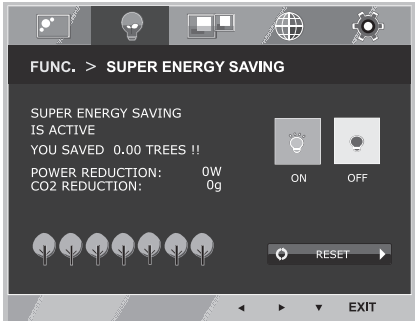 FUNC. > SUPER ENERGY SAVING
SUPER ENERGY SAVING
IS ACTIVE
YOU SAVED 0.00 TREES !!
POWER REDUCTION: 0W
CO2 REDUCTION: 0g
ON OFF
RESET
EXIT